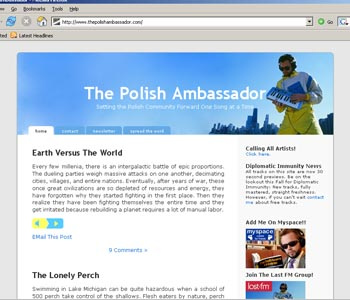 Go Bookmarks Tools Help
http://www.thepolishambassador.com/
Go
Latest Headlines
The Polish Ambassador
Setting the Polish Community Forward One Song at a Time
home contact newsletter spread the word
Earth Versus The World
Every few millenia, there is an intergalactic battle of epic proportions.
The dueling parties weigh massive attacks on one another, decimating
cities, villages, and entire nations. Eventually, after years of war, these
once great civilizations are so depleted of resources and energy, they
have forgotten why they started fighting in the first place. Then they
realize they have been fighting themselves the entire time and they
get irritated because rebuilding a planet requires a lot of manual labor.
EMail This Post
9 Comments »
The Lonely Perch
Swimming in Lake Michigan can be quite hazardous when a school of
500 perch take control of the shallows. Flesh eaters by nature, perch
Calling All Artists!
Click here.
Diplomatic Immunity News
All tracks on this site are now 30
second previews. Be on the
lookout this Fall for Diplomatic
Immunity: New tracks, fully
mastered, straight freshness.
However, if you can't wait contact
me about free tracks.
Add Me On Myspace!!
myspace
Join The Last FM Group!
lost-fm